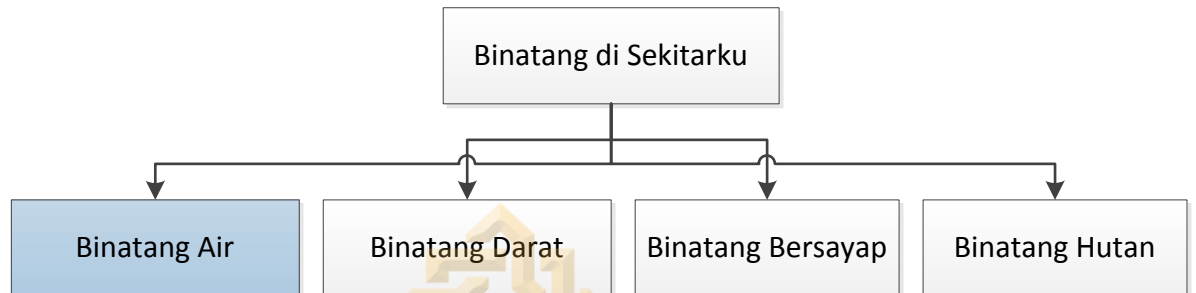 Binatang di Sekitarku
Binatang Air
Binatang Darat
Binatang Bersayap
Binatang Hutan